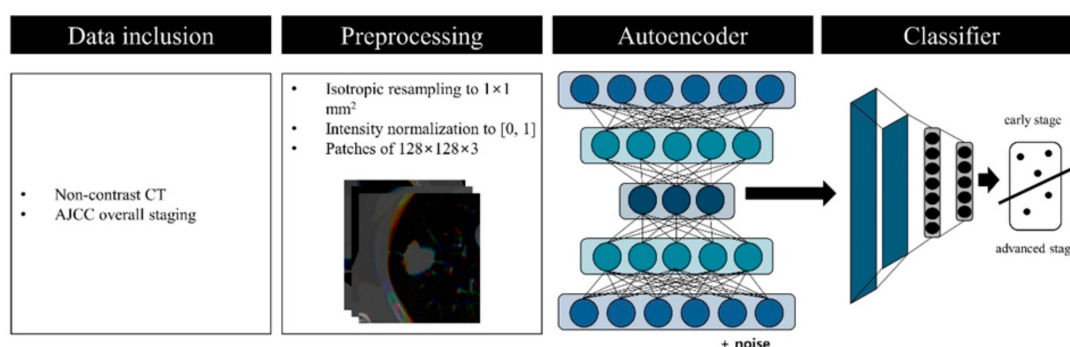 Data inclusion
Preprocessing
Autoencoder
Classifier
• Non-contrast CT
• AJCC overall staging
• Isotropic resampling to 1×1
mm²
• Intensity normalization to [0, 1]
• Patches of 128×128×3
+ noise
early stage
advanced stag